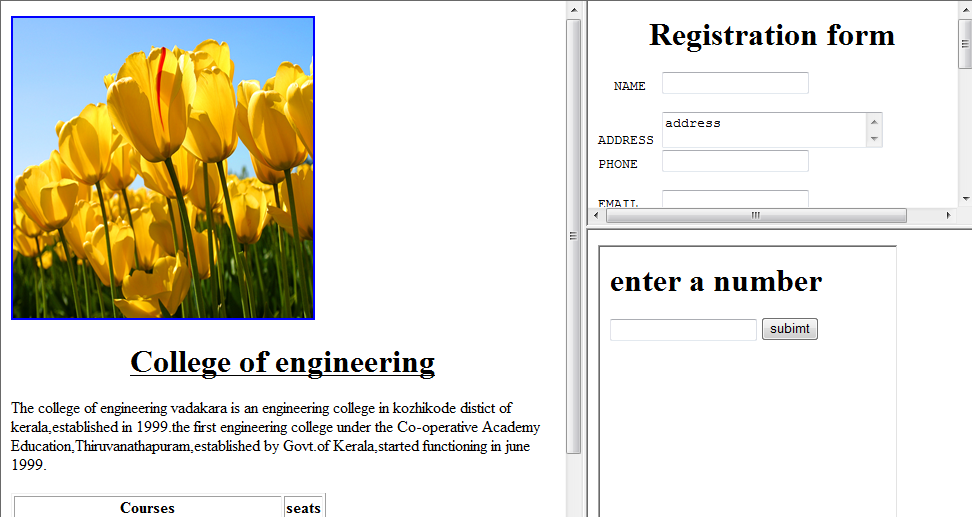 College of engineering
The college of engineering vadakara is an engineering college in kozhikode distict of
kerala,established in 1999.the first engineering college under the Co-operative Academy
Education,Thiruvanathapuram,established by Govt.of Kerala,started functioning in june
1999.
Courses seats
Registration form
NAME
ADDRESS address
PHONE
EMAIL
enter a number
subimt